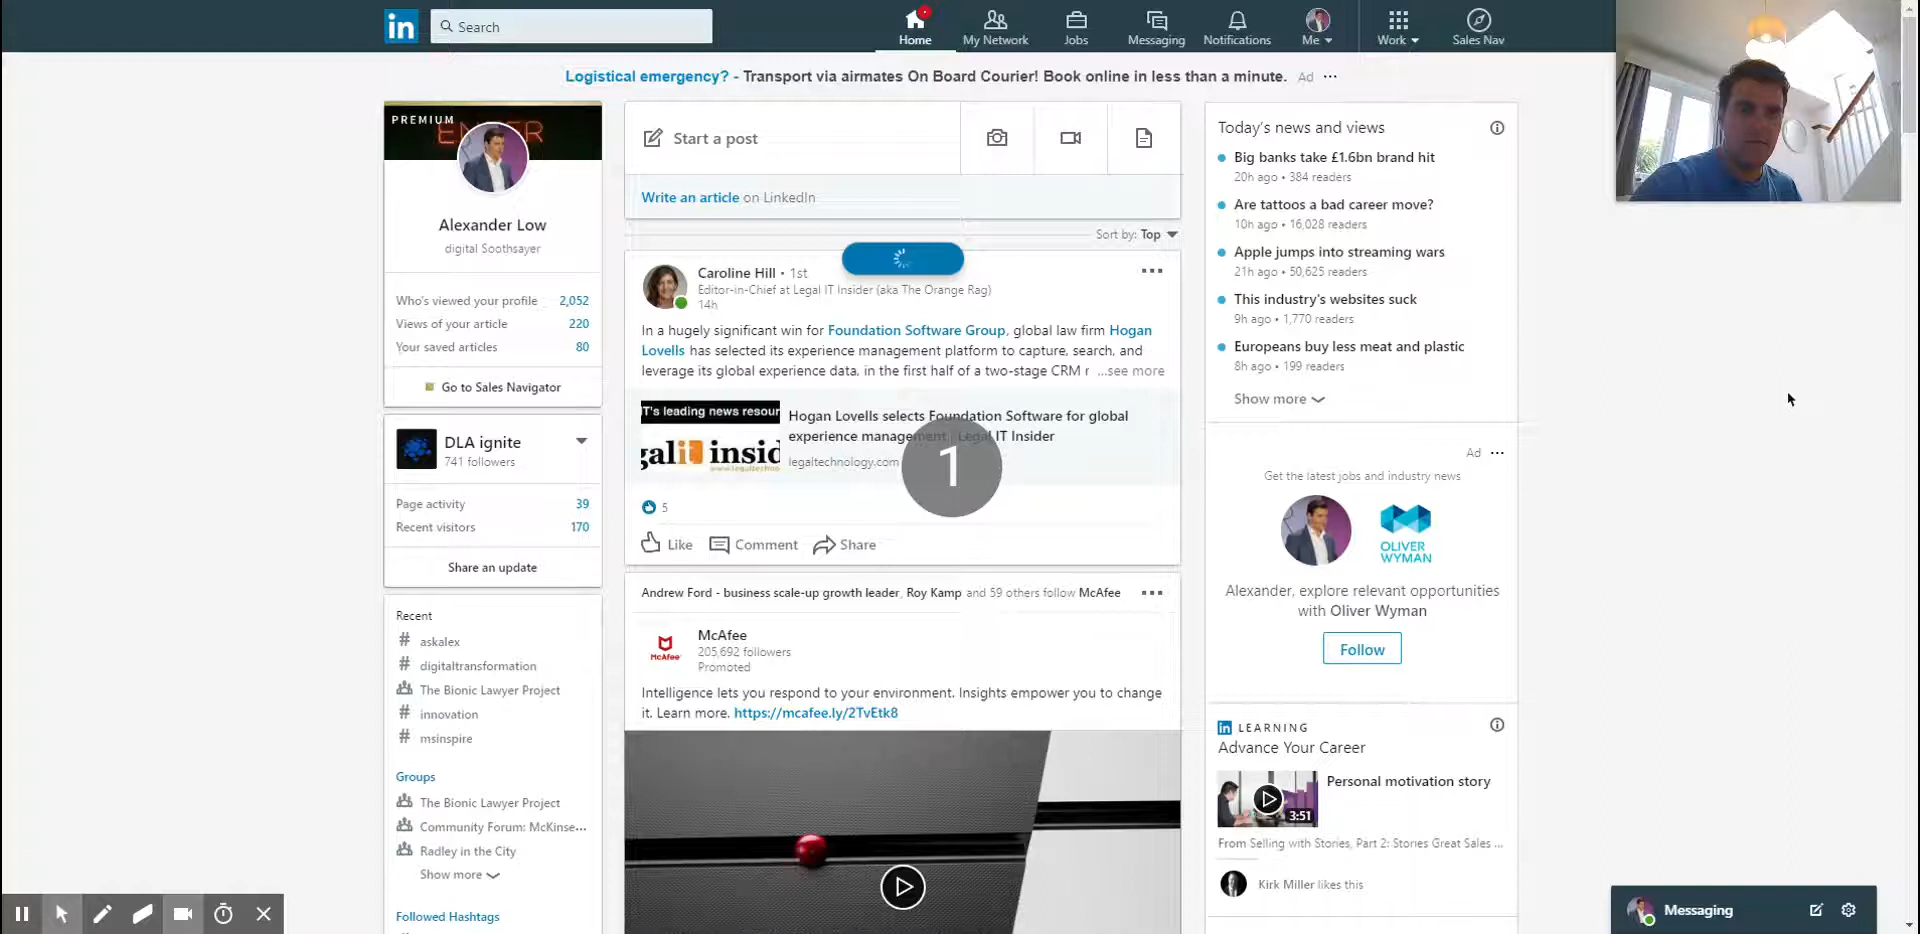 in
Search
Home
My Network
Jobs
Messaging
Notifications
Me
Work
Sales Nav
Logistical emergency? - Transport via airmates On Board Courier! Book online in less than a minute. Ad
PREMIUM
Alexander Low
digital Soothsayer
Who's viewed your profile 2,052
Views of your article 220
Your saved articles 80
Go to Sales Navigator
DLA ignite
741 followers
Page activity 39
Recent visitors 170
Share an update
Recent
# askalex
# digitaltransformation
The Bionic Lawyer Project
# innovation
# msinspire
Groups
The Bionic Lawyer Project
Community Forum: McKinse...
Radley in the City
Show more
Followed Hashtags
Start a post
Write an article on LinkedIn
Sort by: Top
Caroline Hill • 1st
Editor-in-Chief at Legal IT Insider (aka The Orange Rag)
14h
In a hugely significant win for Foundation Software Group, global law firm Hogan
Lovells has selected its experience management platform to capture, search, and
leverage its global experience data, in the first half of a two-stage CRM r ...see more
IT's leading news resour
galit insid
Hogan Lovells selects Foundation Software for global
experience management | Legal IT Insider
legaltechnology.com
1
5
Like
Comment
Share
Andrew Ford - business scale-up growth leader, Roy Kamp and 59 others follow McAfee
McAfee
McAfee
205,692 followers
Promoted
Intelligence lets you respond to your environment. Insights empower you to change
it. Learn more. https://mcafee.ly/2TvEtk8
Today's news and views
Big banks take £1.6bn brand hit
20h ago • 384 readers
Are tattoos a bad career move?
10h ago • 16,028 readers
Apple jumps into streaming wars
21h ago • 50,625 readers
This industry's websites suck
9h ago • 1,770 readers
Europeans buy less meat and plastic
8h ago • 199 readers
Show more
Ad
Get the latest jobs and industry news
OLIVER
WYMAN
Alexander, explore relevant opportunities
with Oliver Wyman
Follow
in LEARNING
Advance Your Career
Personal motivation story
3:51
From Selling with Stories, Part 2: Stories Great Sales ...
Kirk Miller likes this
Messaging